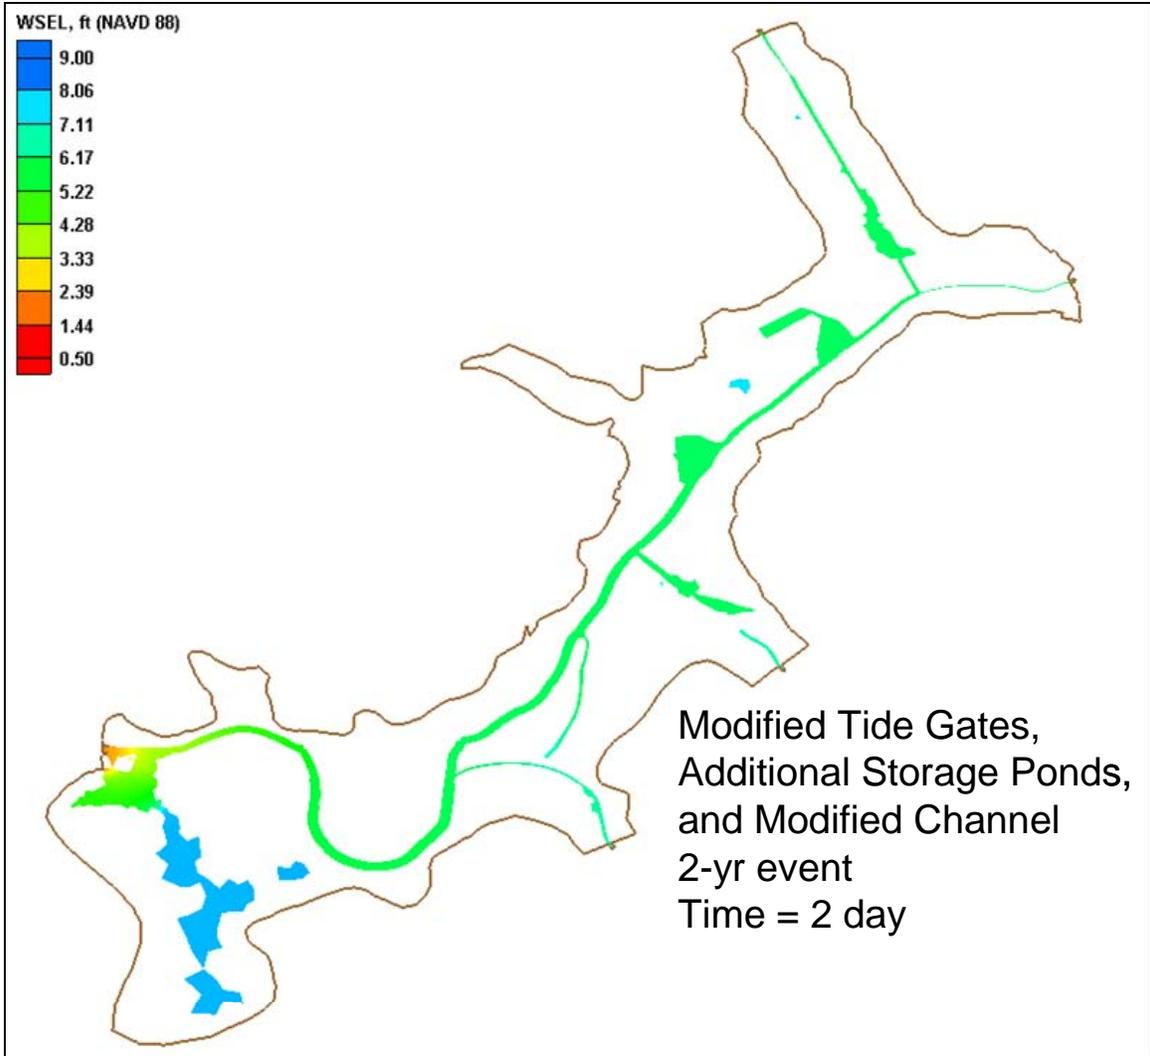 WSEL, ft (NAVD 88)
9.00
8.06
7.11
6.17
5.22
4.28
3.33
2.39
1.44
0.50
Modified Tide Gates,
Additional Storage Ponds,
and Modified Channel
2-yr event
Time = 2 day